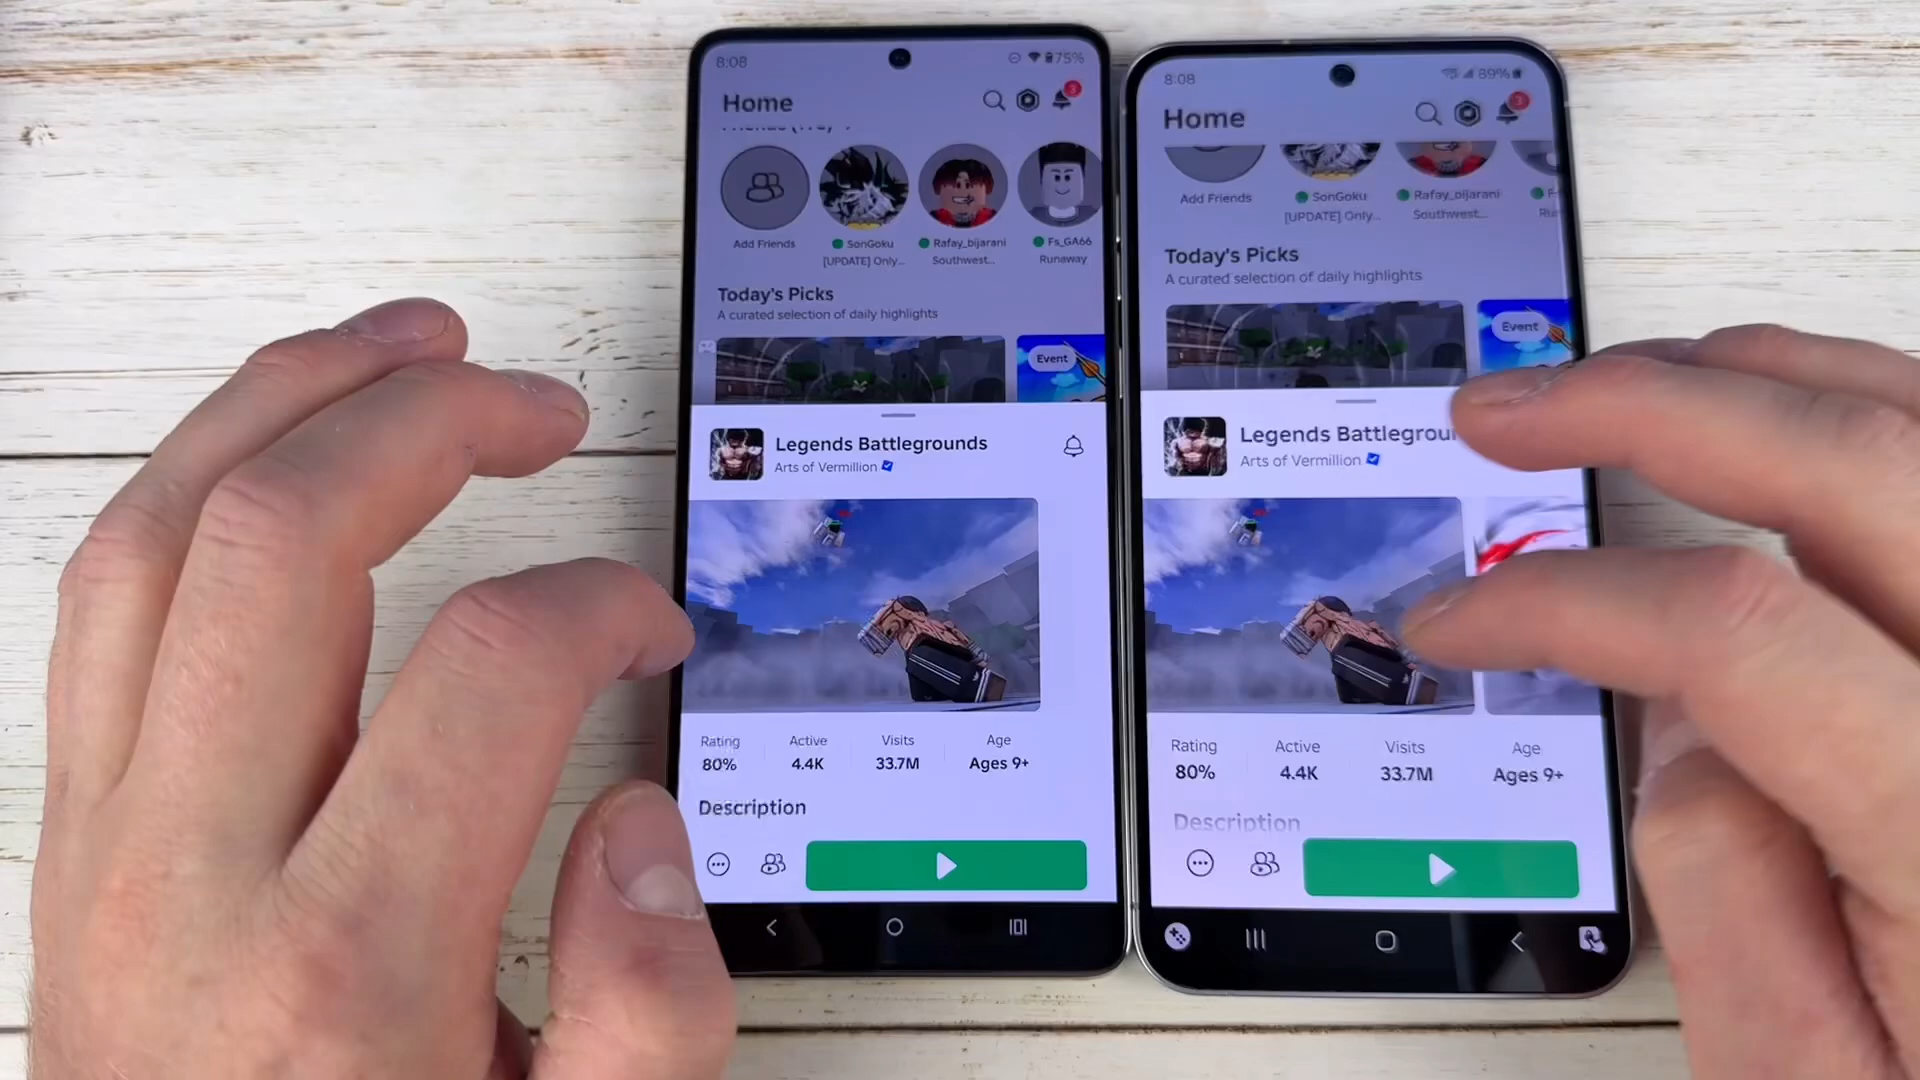 8:08
75%
Home
3
Add Friends
SonGoku
[UPDATE] Only...
Rafay_bijarani
Southwest...
Fs_GA66
Runaway
Today's Picks
A curated selection of daily highlights
Event
Legends Battlegrounds
Arts of Vermillion
Rating
80%
Active
4.4K
Visits
33.7M
Age
Ages 9+
Description
8:08
89%
Home
3
Add Friends
SonGoku
[UPDATE] Only...
Rafay_bijarani
Southwest...
Today's Picks
A curated selection of daily highlights
Event
Legends Battlegrou
Arts of Vermillion
Rating
80%
Active
4.4K
Visits
33.7M
Age
Ages 9+
Description